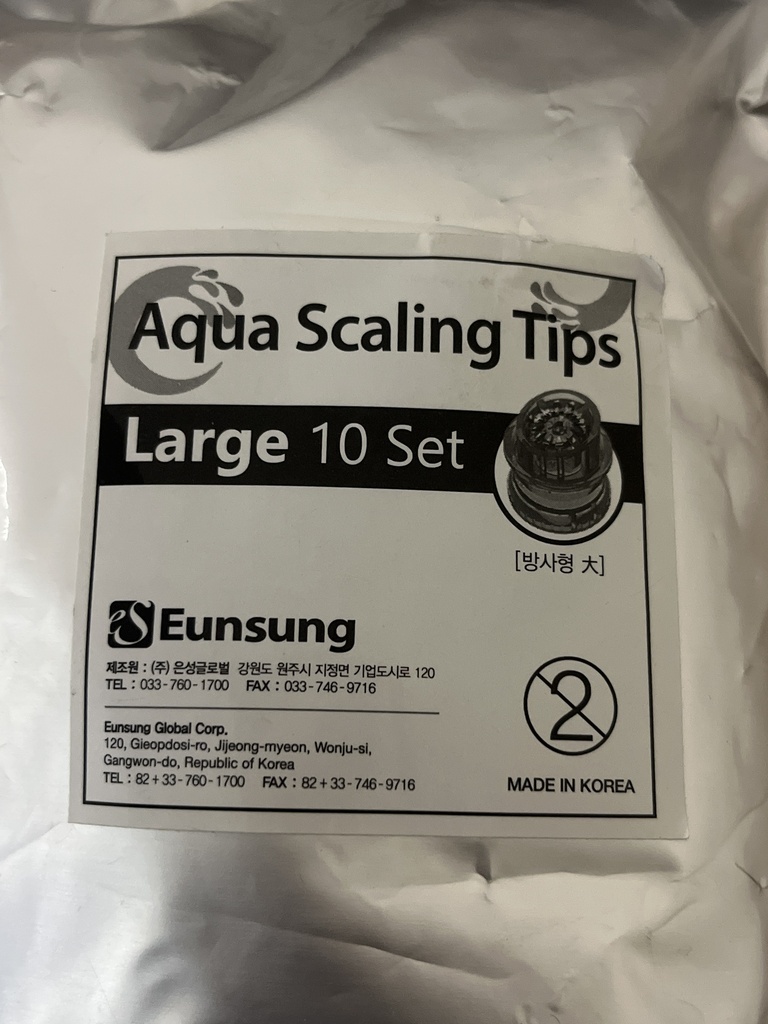 Aqua Scaling Tips
Large 10 Set
[방사형 大]
eS Eunsung
제조원 : (주) 은성글로벌 강원도 원주시 지정면 기업도시로 120
TEL : 033-760-1700 FAX : 033-746-9716
Eunsung Global Corp.
120, Gieopdosi-ro, Jijeong-myeon, Wonju-si,
Gangwon-do, Republic of Korea
TEL : 82+33-760-1700 FAX : 82+33-746-9716
2
MADE IN KOREA